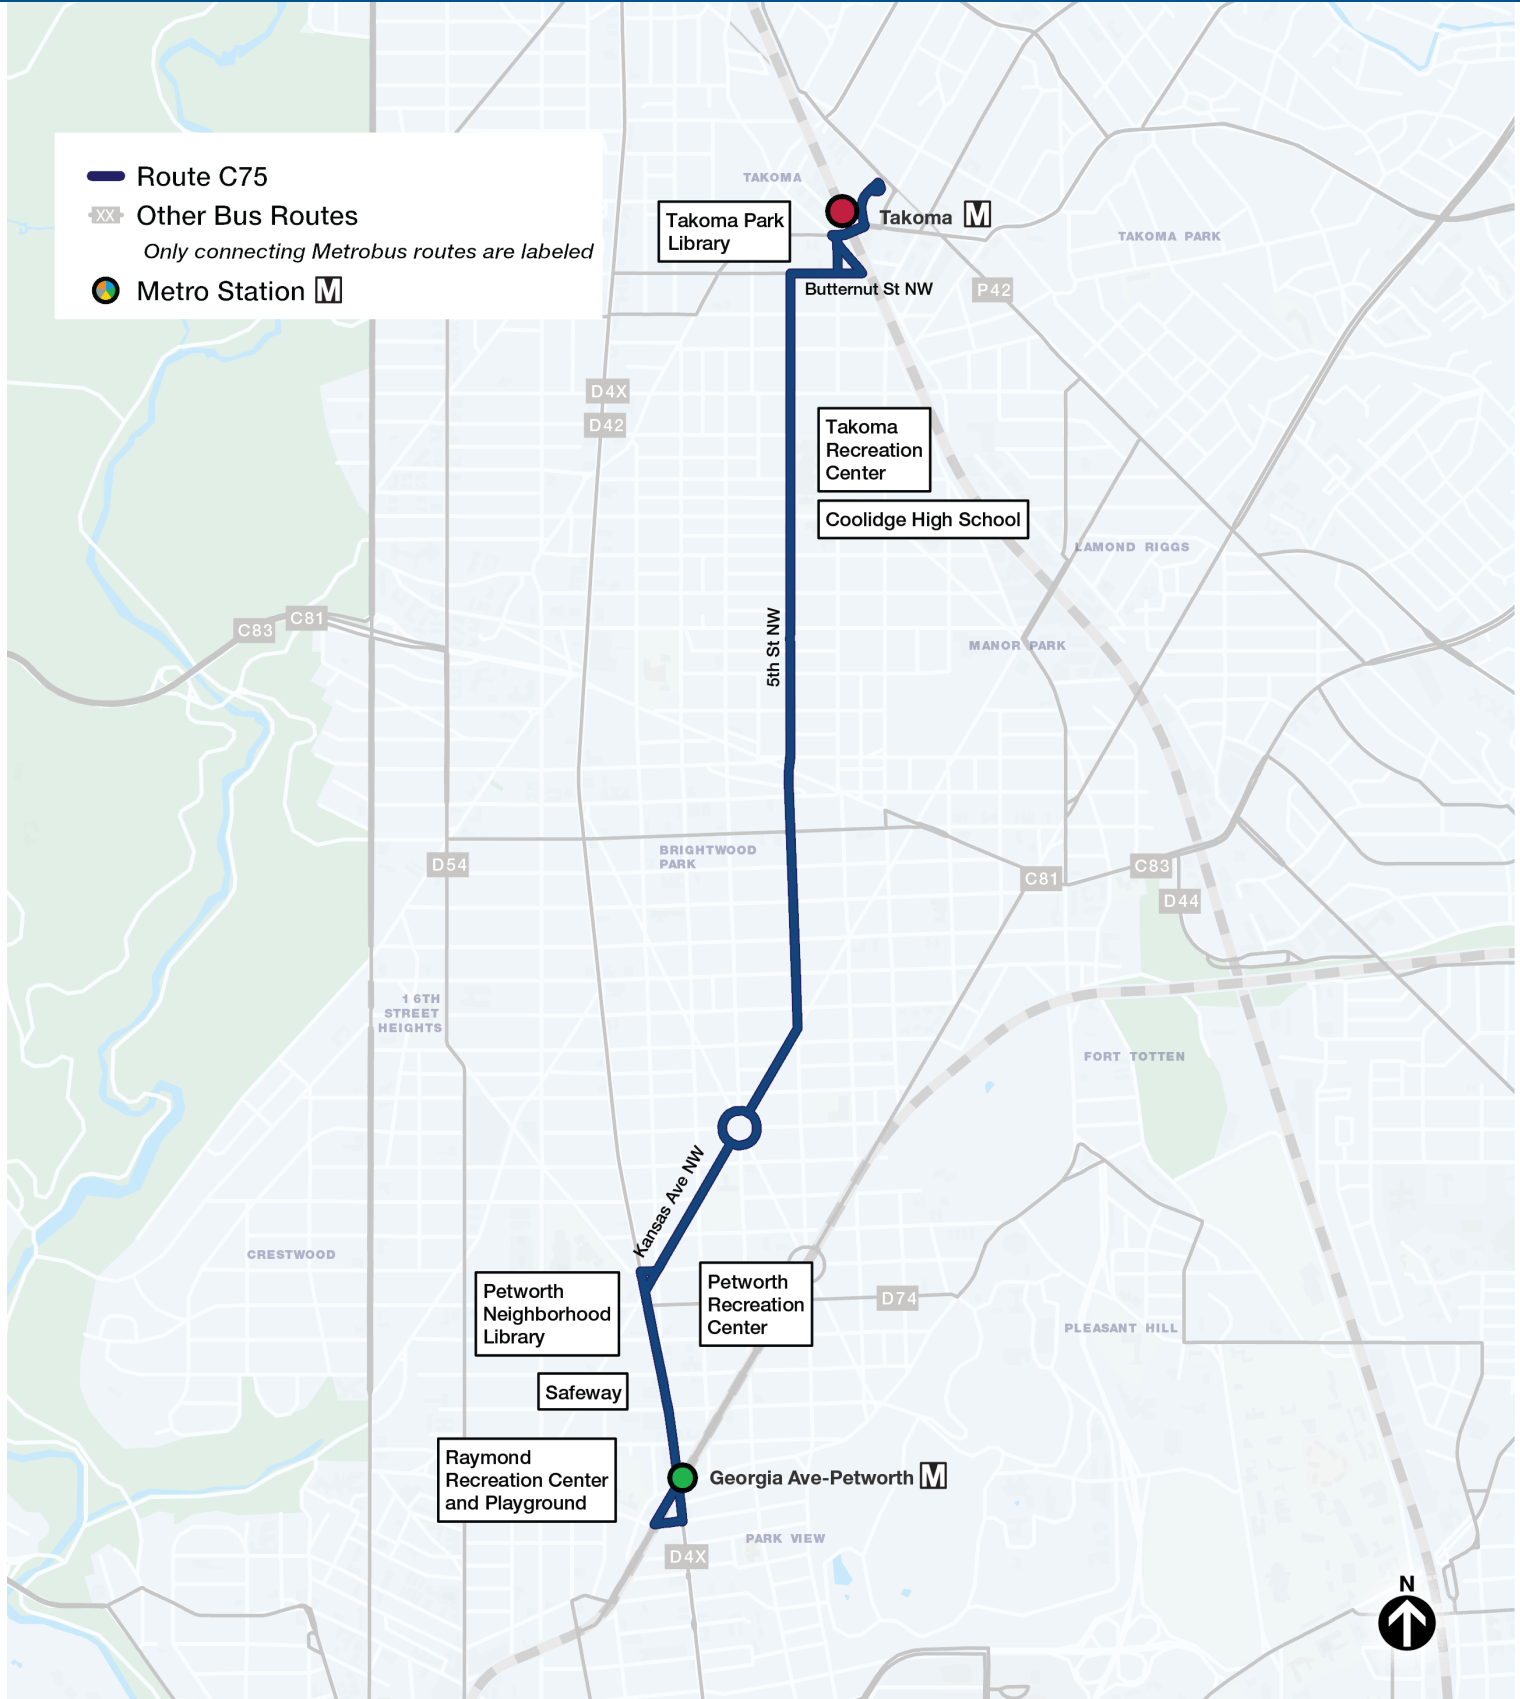 Route C75
XX Other Bus Routes
Only connecting Metrobus routes are labeled
Metro Station M
TAKOMA
Takoma Park
Library
Takoma M
TAKOMA PARK
Butternut St NW
P42
D4X
D42
Takoma
Recreation
Center
Coolidge High School
LAMOND RIGGS
C83
C81
5th St NW
MANOR PARK
BRIGHTWOOD
PARK
D54
C81
C83
D44
16TH
STREET
HEIGHTS
FORT TOTTEN
Kansas Ave NW
CRESTWOOD
Petworth
Neighborhood
Library
Petworth
Recreation
Center
D74
PLEASANT HILL
Safeway
Raymond
Recreation Center
and Playground
Georgia Ave-Petworth M
PARK VIEW
D4X
N